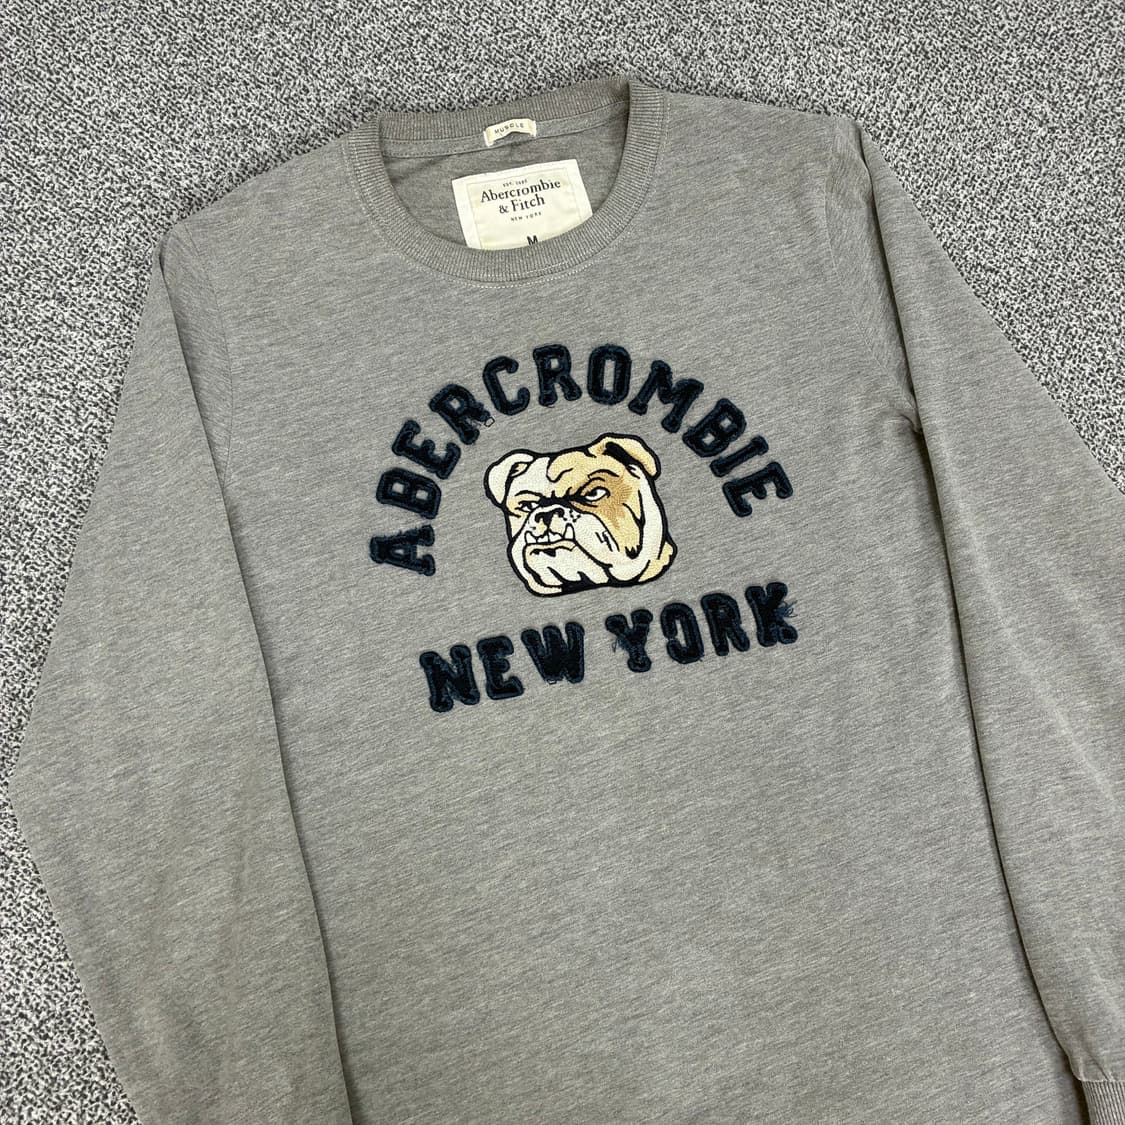 MUSCLE
EST. 1892
Abercrombie
& Fitch
NEW YORK
M
ABERCROMBIE
NEW YORK